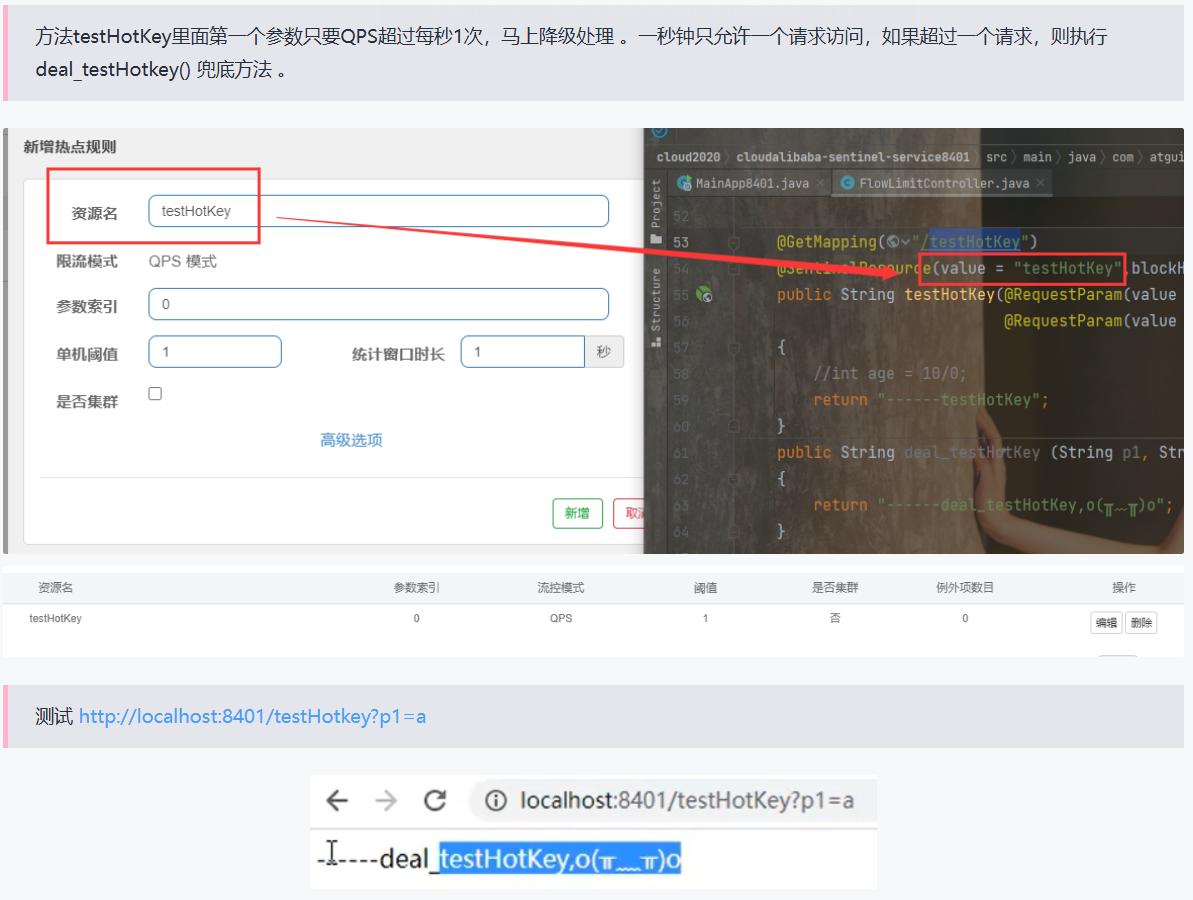 方法testHotKey里面第一个参数只要QPS超过每秒1次，马上降级处理 。一秒钟只允许一个请求访问，如果超过一个请求，则执行
deal_testHotkey() 兜底方法 。
新增热点规则
资源名 testHotKey
限流模式 QPS 模式
参数索引 0
单机阈值 1 统计窗口时长 1 秒
是否集群
高级选项
新增 取消
cloud2020 cloudalibaba-sentinel-service8401 src main java com atgui
MainApp8401.java × FlowLimitController.java ×
Project
Structure
52
53 @GetMapping("/testHotKey")
54 @SentinelResource(value = "testHotKey",blockH
55 public String testHotKey(@RequestParam(value
56 @RequestParam(value
57 {
58 //int age = 10/0;
59 return "------testHotKey";
60 }
61 public String deal_testHotKey (String p1, Str
62 {
63 return "------deal_testHotKey,o(╥﹏╥)o";
64 }
资源名 参数索引 流控模式 阈值 是否集群 例外项数目 操作
testHotKey 0 QPS 1 否 0 编辑 删除
测试 http://localhost:8401/testHotkey?p1=a
localhost:8401/testHotKey?p1=a
------deal_testHotKey,o(╥﹏╥)o